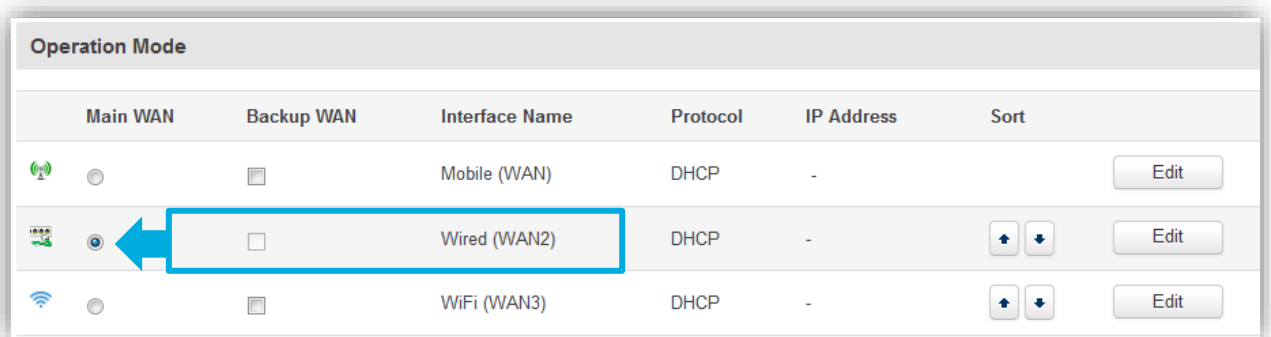 Operation Mode
Main WAN Backup WAN Interface Name Protocol IP Address Sort
Mobile (WAN) DHCP - Edit
Wired (WAN2) DHCP - Edit
WiFi (WAN3) DHCP - Edit